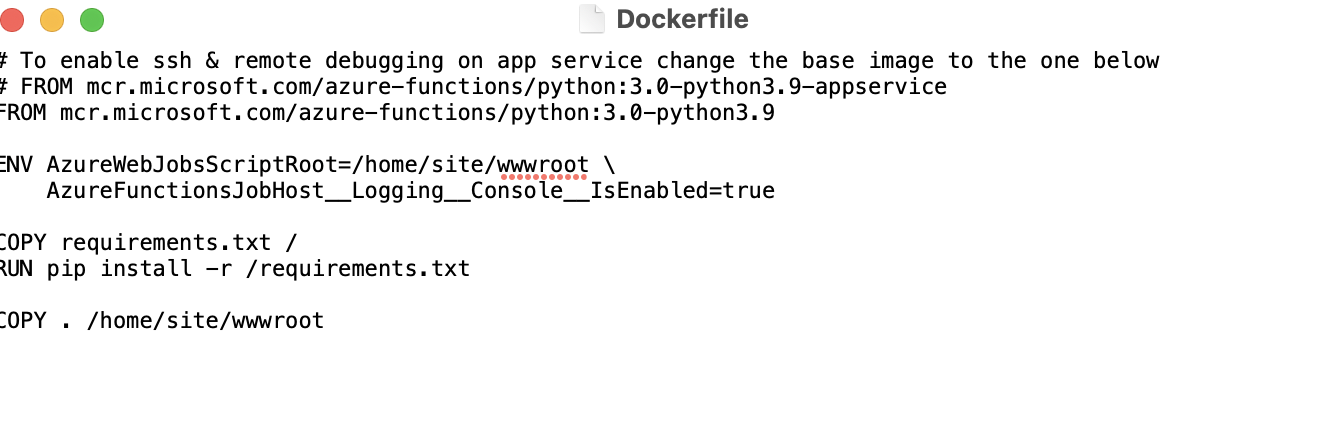 Dockerfile
# To enable ssh & remote debugging on app service change the base image to the one below
# FROM mcr.microsoft.com/azure-functions/python:3.0-python3.9-appservice
FROM mcr.microsoft.com/azure-functions/python:3.0-python3.9
ENV AzureWebJobsScriptRoot=/home/site/wwwroot \
    AzureFunctionsJobHost__Logging__Console__IsEnabled=true
COPY requirements.txt /
RUN pip install -r /requirements.txt
COPY . /home/site/wwwroot